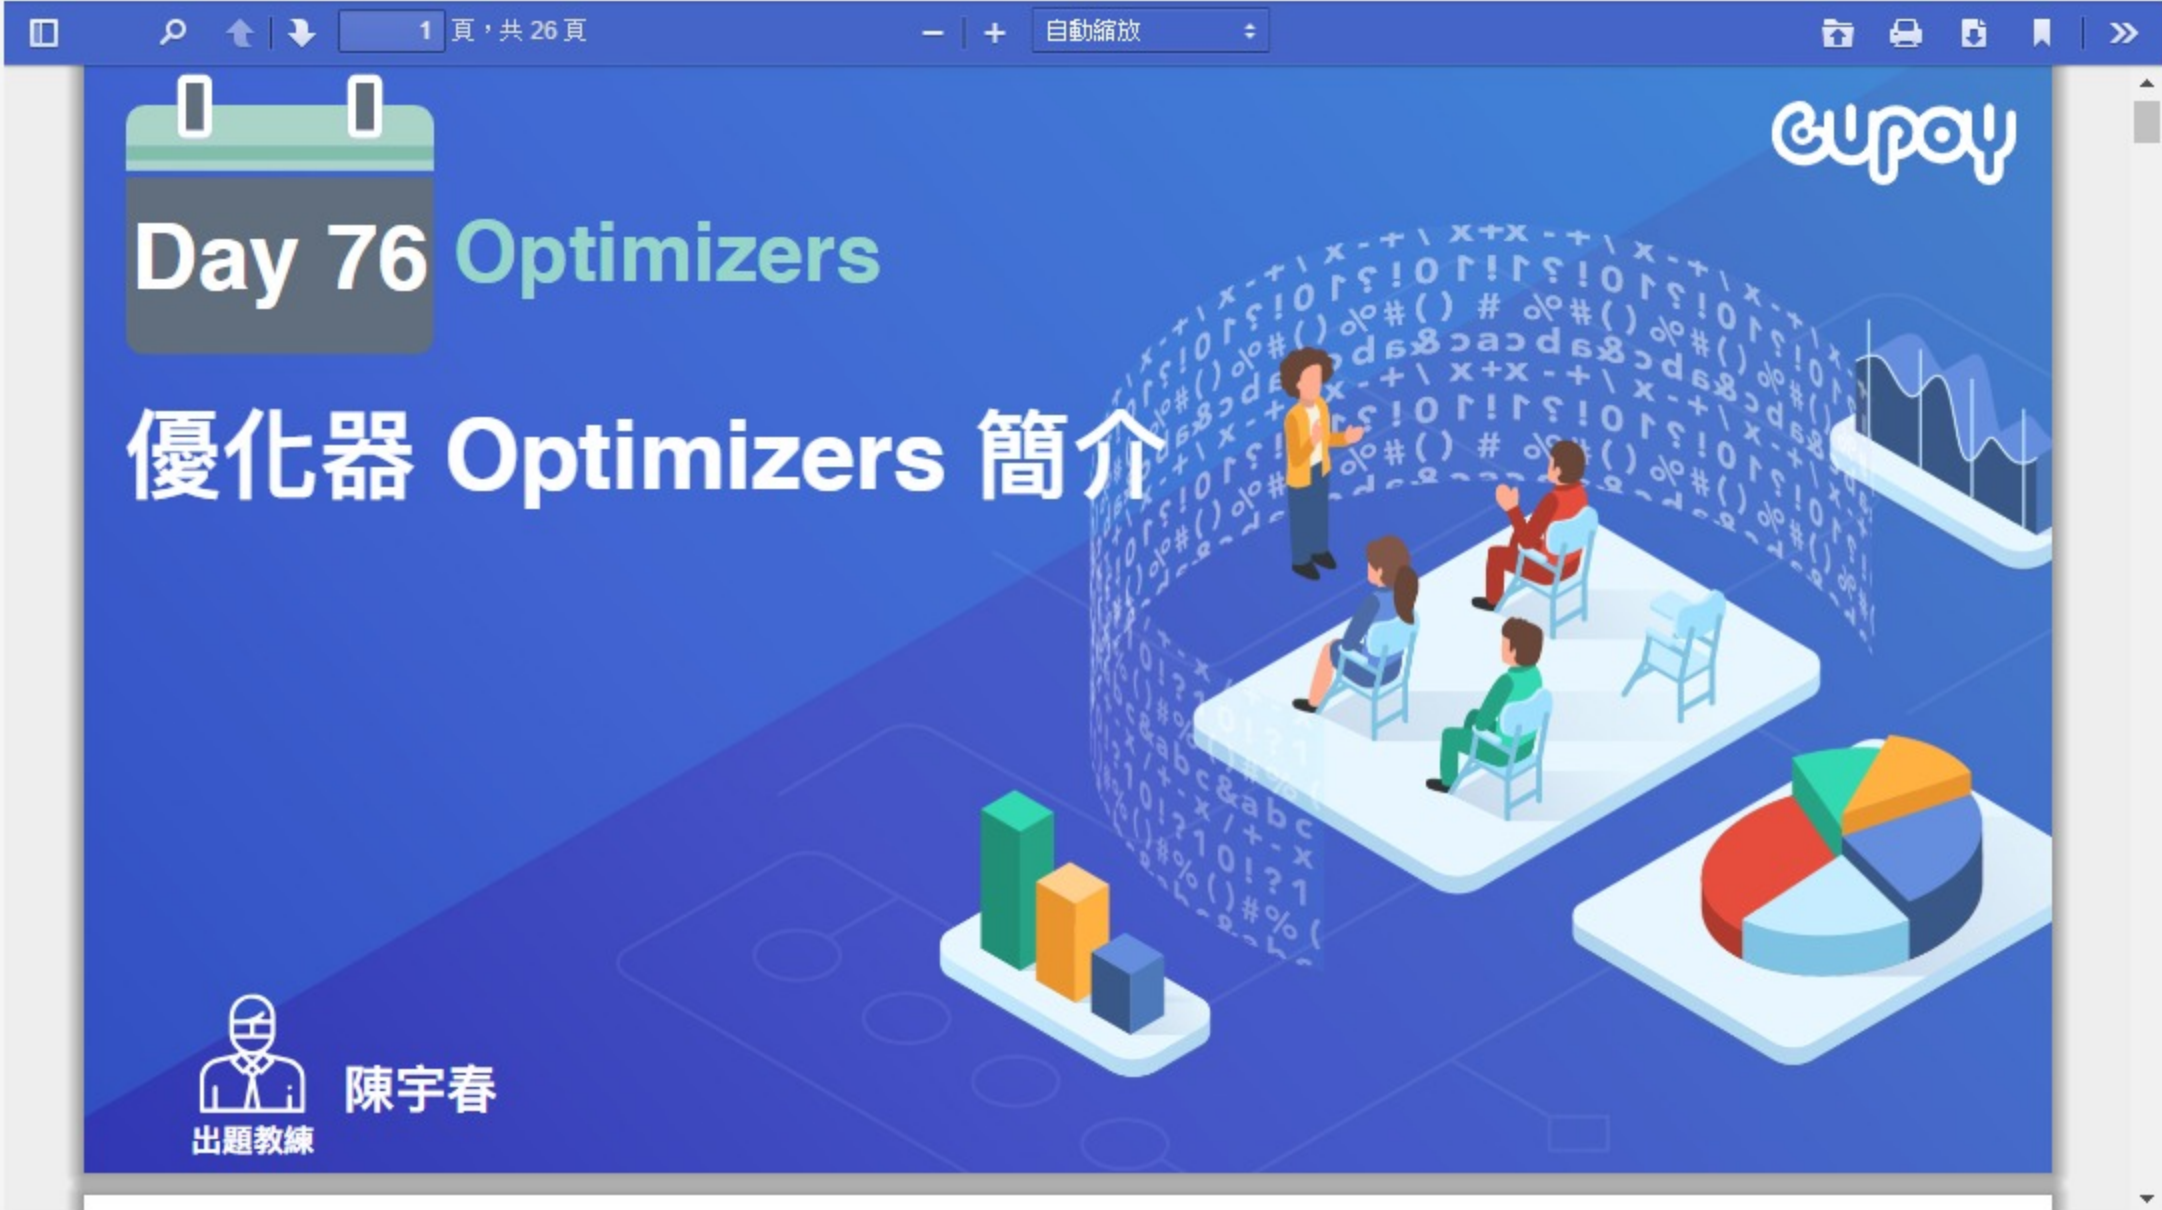 1 頁，共 26 頁
自動縮放
cupoy
Day 76 Optimizers
優化器 Optimizers 簡介
陳宇春
出題教練